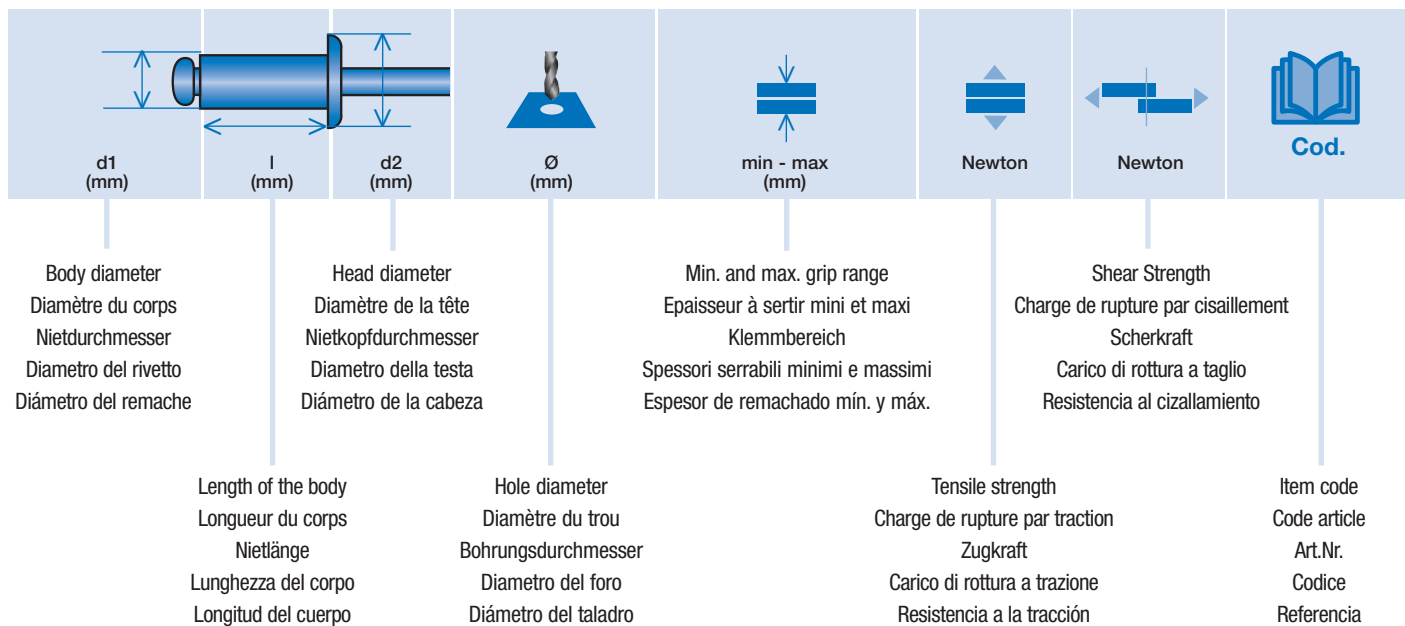 d1
(mm)
l
(mm)
d2
(mm)
Ø
(mm)
min - max
(mm)
Newton
Newton
Cod.
Body diameter
Diamètre du corps
Nietdurchmesser
Diametro del rivetto
Diámetro del remache
Head diameter
Diamètre de la tête
Nietkopfdurchmesser
Diametro della testa
Diámetro de la cabeza
Min. and max. grip range
Epaisseur à sertir mini et maxi
Klemmbereich
Spessori serrabili minimi e massimi
Espesor de remachado mín. y máx.
Shear Strength
Charge de rupture par cisaillement
Scherkraft
Carico di rottura a taglio
Resistencia al cizallamiento
Length of the body
Longueur du corps
Nietlänge
Lunghezza del corpo
Longitud del cuerpo
Hole diameter
Diamètre du trou
Bohrungsdurchmesser
Diametro del foro
Diámetro del taladro
Tensile strength
Charge de rupture par traction
Zugkraft
Carico di rottura a trazione
Resistencia a la tracción
Item code
Code article
Art.Nr.
Codice
Referencia